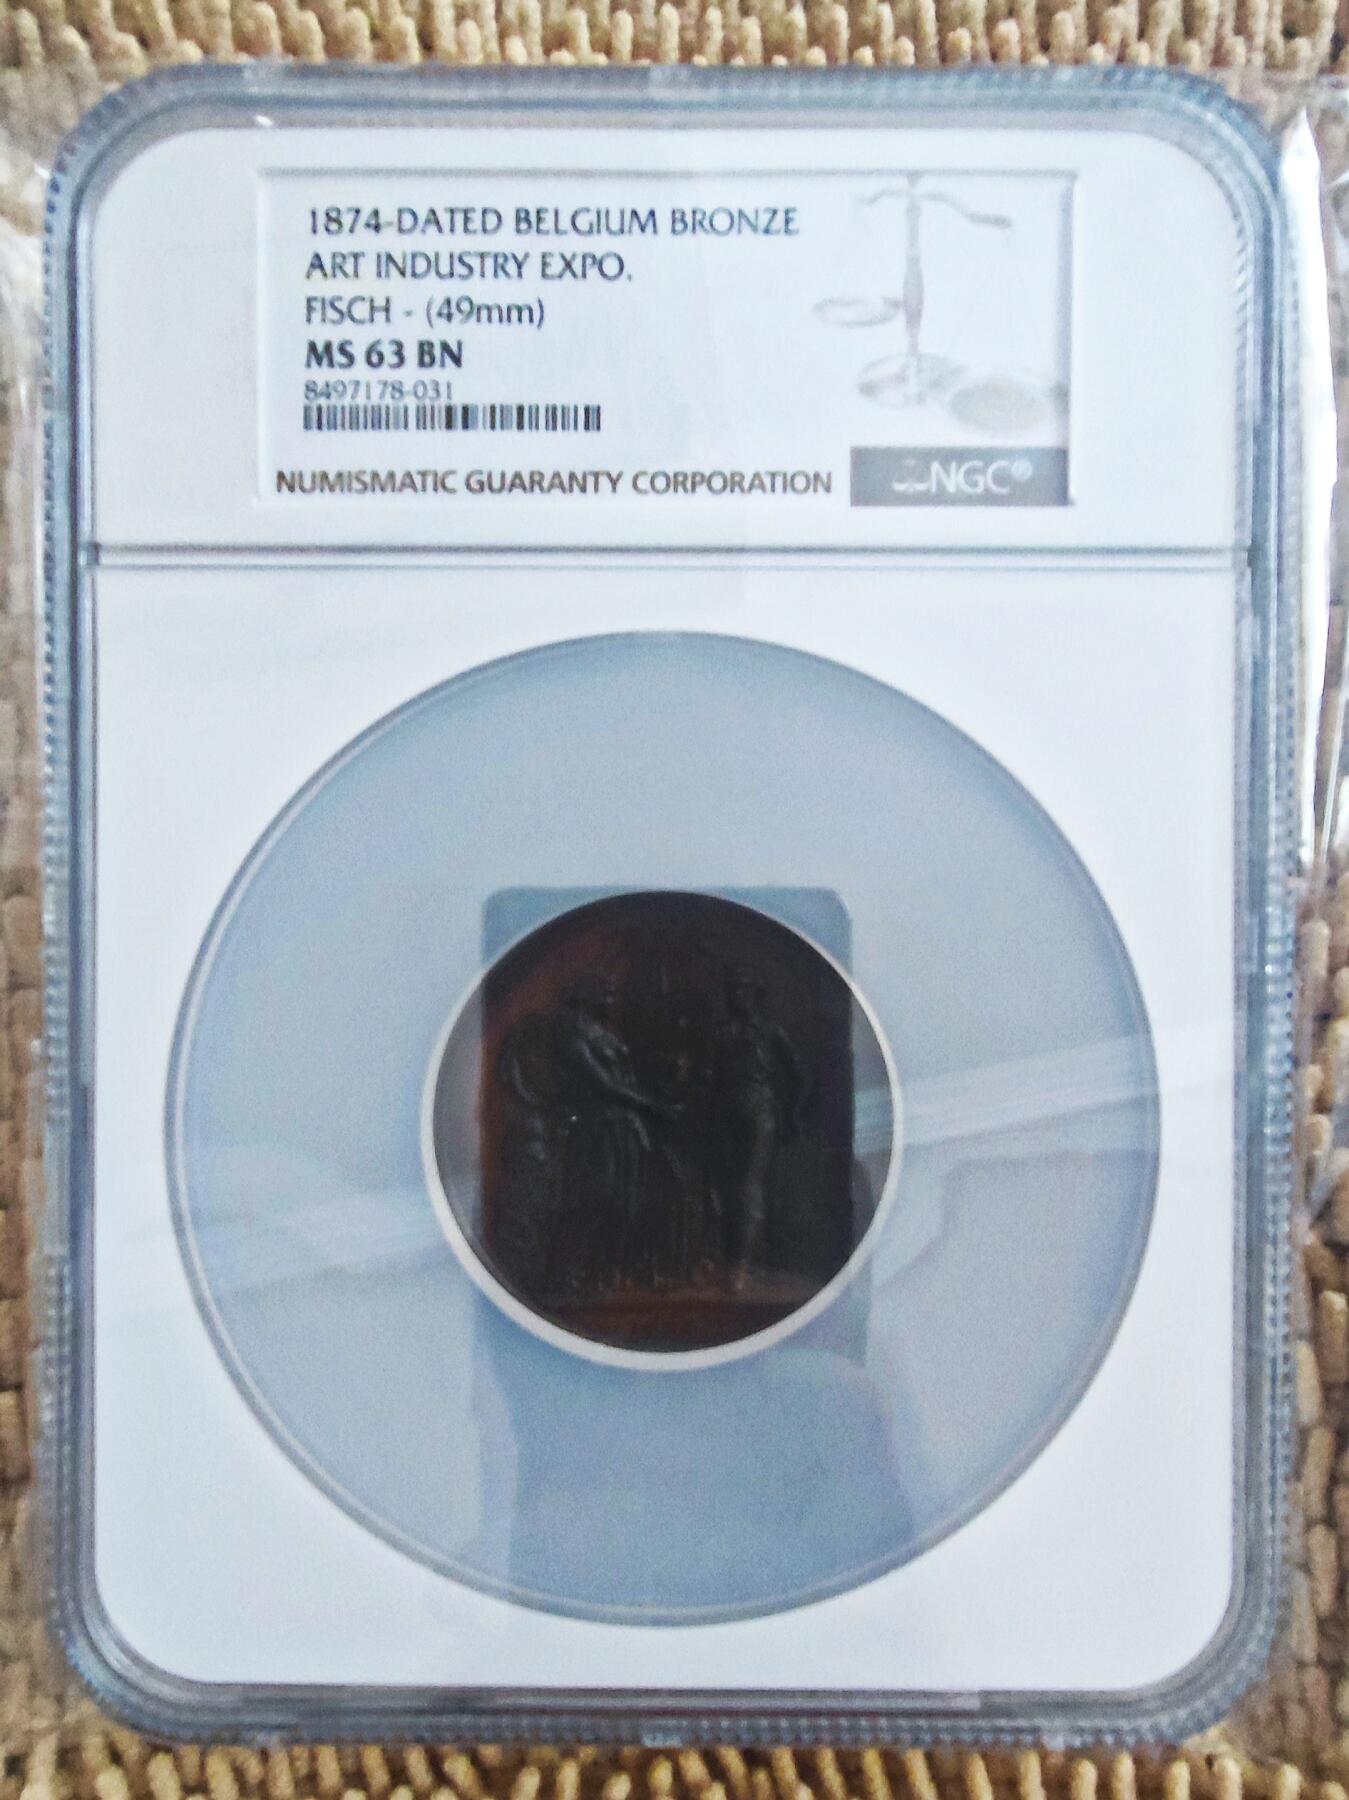 1874-DATED BELGIUM BRONZE
ART INDUSTRY EXPO.
FISCH - (49mm)
MS 63 BN
8497178-031
NUMISMATIC GUARANTY CORPORATION
NGC®